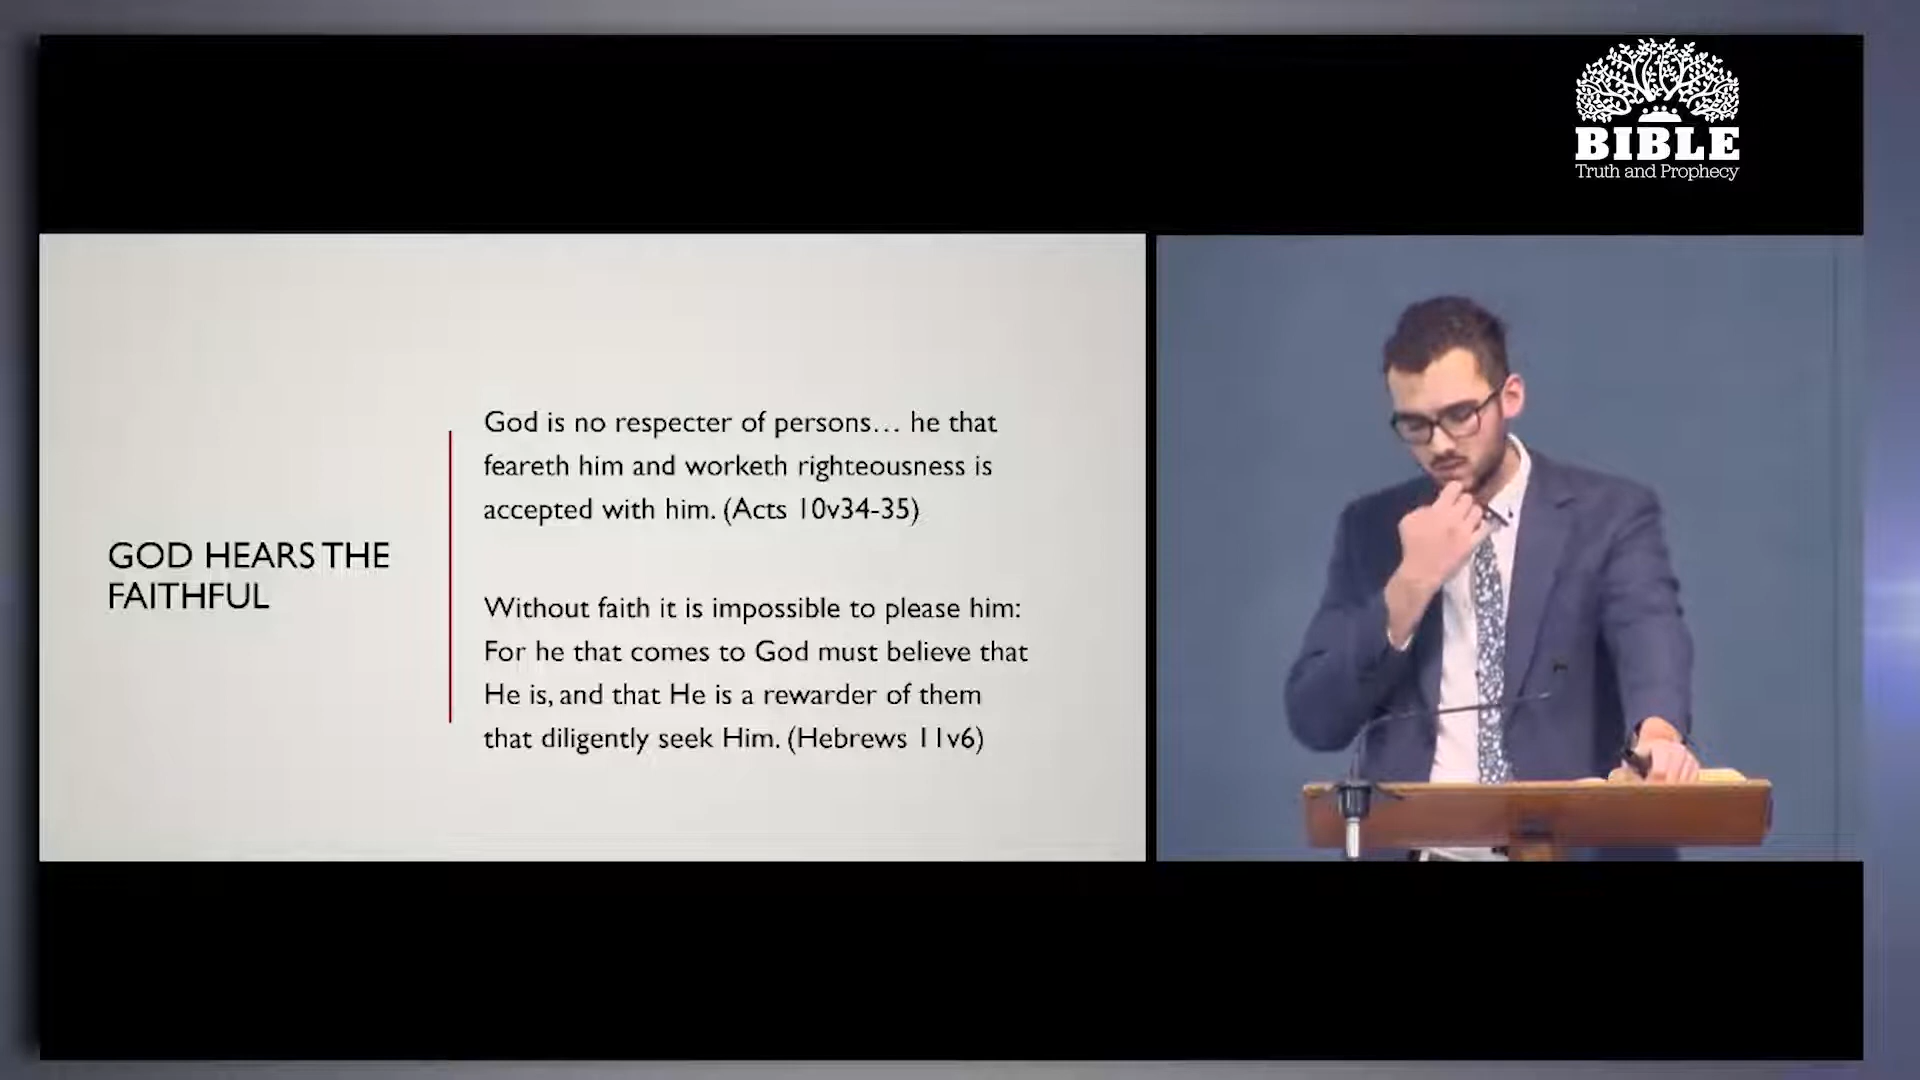 BIBLE
Truth and Prophecy
GOD HEARS THE
FAITHFUL
God is no respecter of persons... he that
feareth him and worketh righteousness is
accepted with him. (Acts 10v34-35)
Without faith it is impossible to please him:
For he that comes to God must believe that
He is, and that He is a rewarder of them
that diligently seek Him. (Hebrews 11v6)